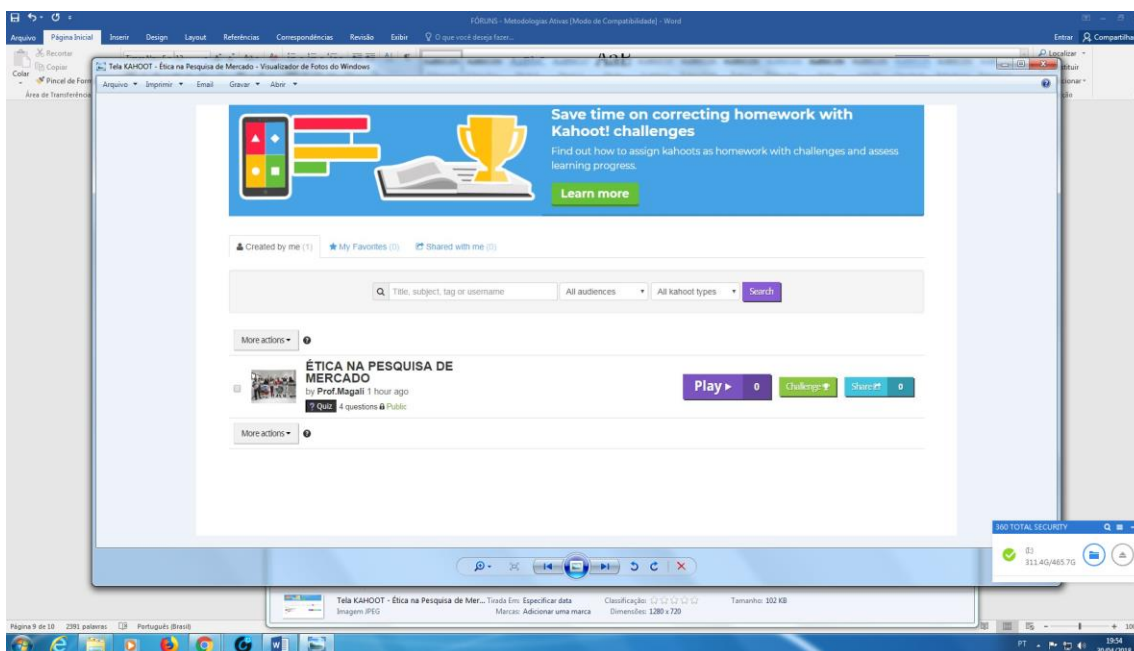 FÓRUNS - Metodologias Ativas [Modo de Compatibilidade] - Word
Arquivo Página Inicial Inserir Design Layout Referências Correspondências Revisão Exibir O que você deseja fazer... Entrar Compartilha
Recortar
Copiar
Colar
Pincel de Form
Área de Transferência
Localizar
Tela KAHOOT - Ética na Pesquisa de Mercado - Visualizador de Fotos do Windows
Arquivo Imprimir Email Gravar Abrir
Save time on correcting homework with
Kahoot! challenges
Find out how to assign kahoots as homework with challenges and assess
learning progress.
Learn more
Created by me (1) My Favorites (0) Shared with me (0)
Title, subject, tag or username All audiences All kahoot types Search
More actions
ÉTICA NA PESQUISA DE
MERCADO
by Prof.Magali 1 hour ago
? Quiz 4 questions Public
Play 0 Challenge Share 0
More actions
360 TOTAL SECURITY
311.4G/465.7G
Tela KAHOOT - Ética na Pesquisa de Mer... Tirada Em: Especificar data Classificação: Tamanho: 102 KB
Imagem JPEG Marcas: Adicionar uma marca Dimensões: 1280 x 720
Página 9 de 10 2391 palavras Português (Brasil)
PT 19:54
30/04/2018